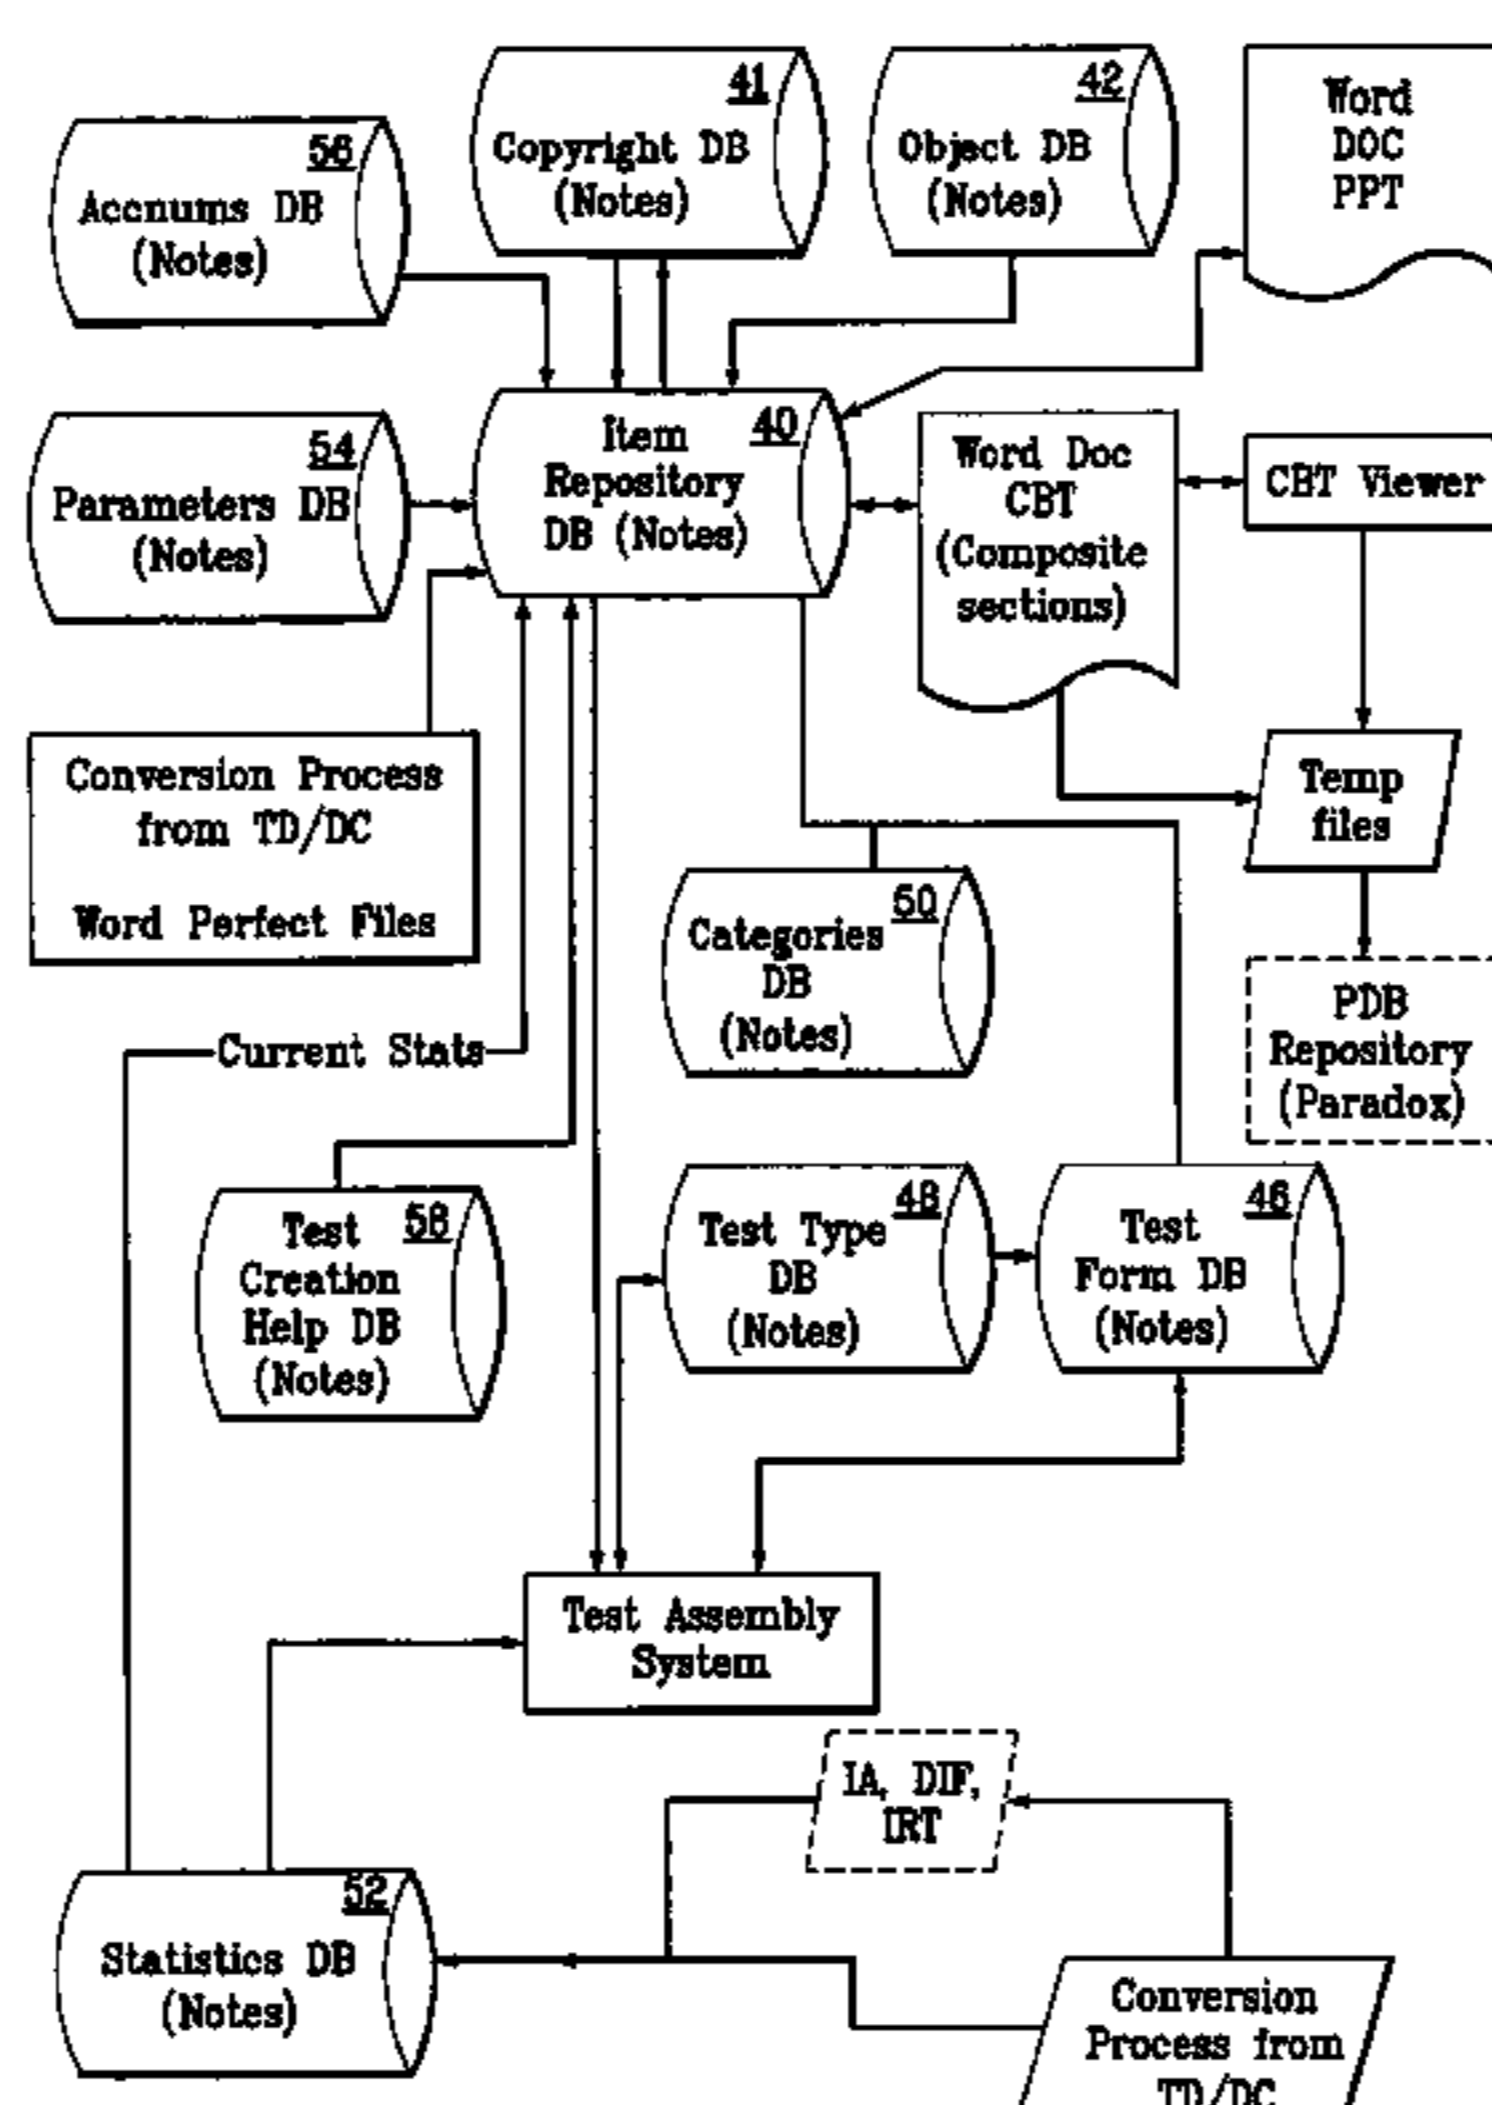 41
Copyright DB
(Notes)
42
Object DB
(Notes)
Word
DOC
PPT
56
Accnums DB
(Notes)
54
Parameters DB
(Notes)
40
Item
Repository
DB (Notes)
Word Doc
CBT
(Composite
sections)
CBT Viewer
Conversion Process
from TD/DC
Word Perfect Files
Temp
files
50
Categories
DB
(Notes)
PDB
Repository
(Paradox)
Current Stats
58
Test
Creation
Help DB
(Notes)
48
Test Type
DB
(Notes)
46
Test
Form DB
(Notes)
Test Assembly
System
IA, DIF,
IRT
52
Statistics DB
(Notes)
Conversion
Process from
TD/DC